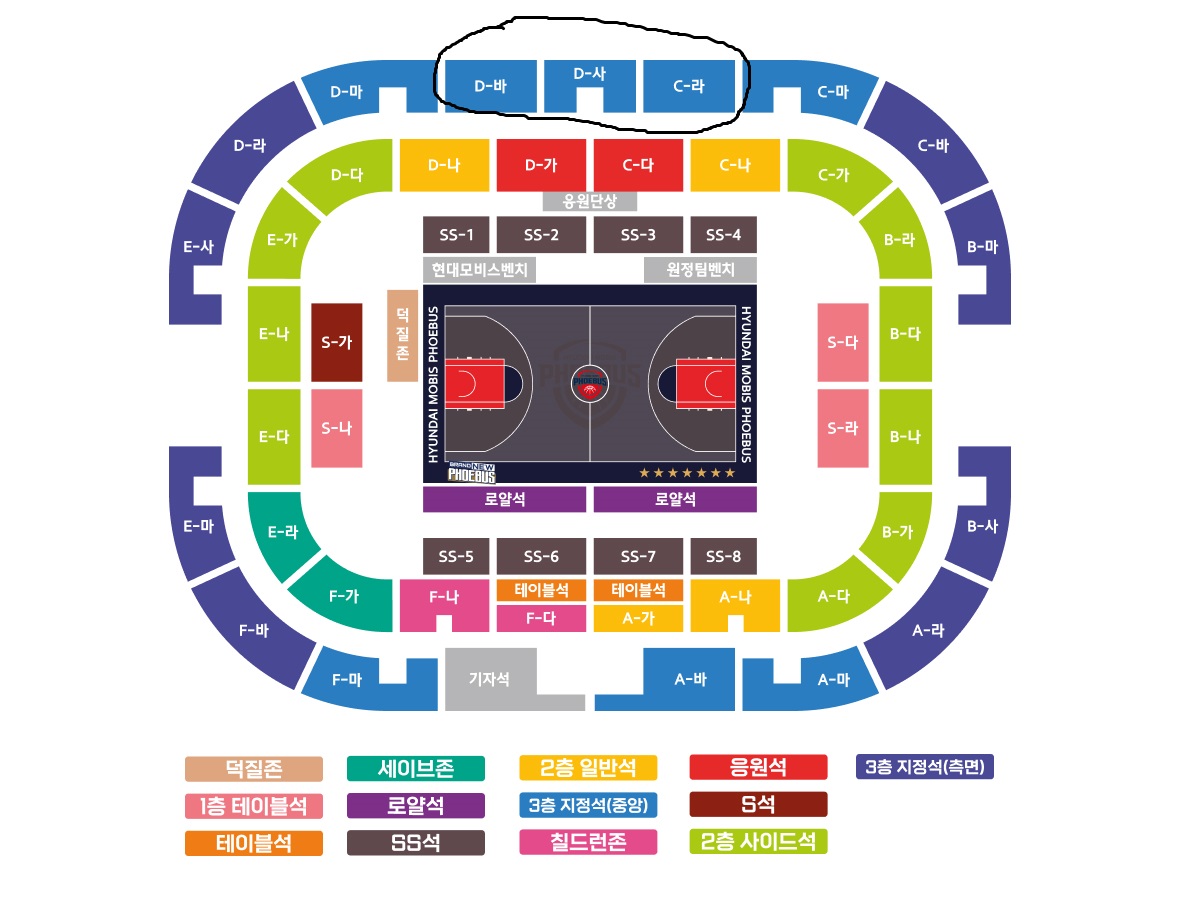 D-바
D-사
C-라
D-마
C-마
D-라
C-바
D-나
D-가
C-다
C-나
D-다
C-가
응원단상
E-사
E-가
SS-1
SS-2
SS-3
SS-4
B-라
B-마
현대모비스벤치
원정팀벤치
E-나
S-가
덕질존
HYUNDAI MOBIS PHOEBUS
HYUNDAI MOBIS PHOEBUS
S-다
B-다
PHOEBUS
PHOEBUS
E-다
S-나
S-라
B-나
BRAND NEW
PHOEBUS
로얄석
로얄석
E-마
E-라
SS-5
SS-6
SS-7
SS-8
B-가
B-사
F-가
F-나
테이블석
테이블석
A-나
A-다
F-다
A-가
F-바
A-라
F-마
기자석
A-바
A-마
덕질존
세이브존
2층 일반석
응원석
3층 지정석(측면)
1층 테이블석
로얄석
3층 지정석(중앙)
S석
테이블석
SS석
칠드런존
2층 사이드석